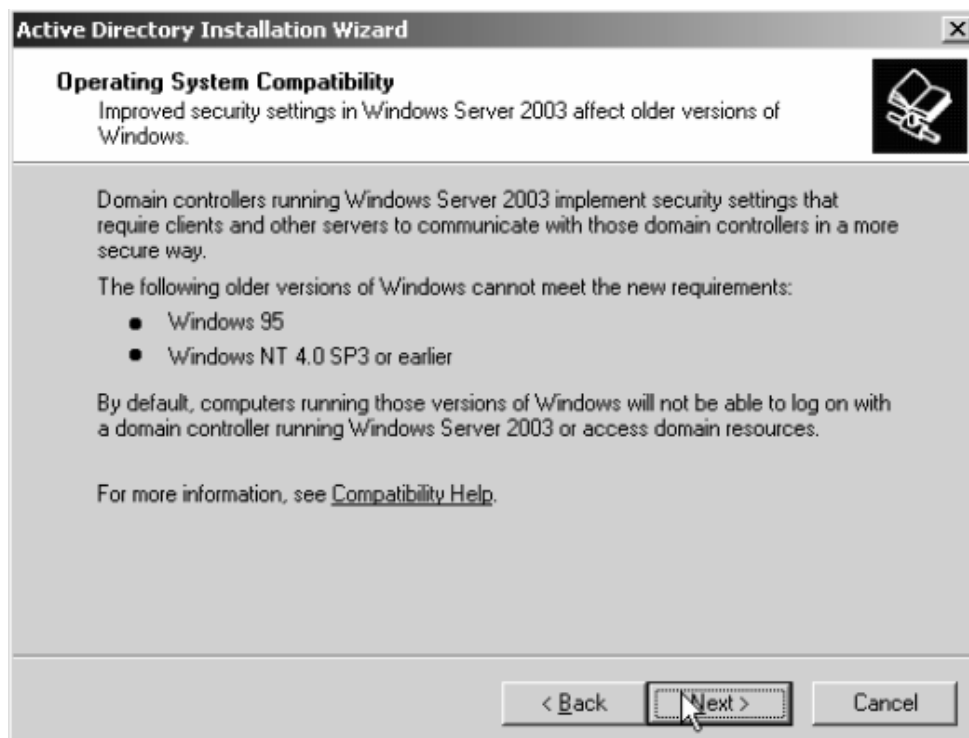 Active Directory Installation Wizard
Operating System Compatibility
Improved security settings in Windows Server 2003 affect older versions of
Windows.
Domain controllers running Windows Server 2003 implement security settings that
require clients and other servers to communicate with those domain controllers in a more
secure way.
The following older versions of Windows cannot meet the new requirements:
● Windows 95
● Windows NT 4.0 SP3 or earlier
By default, computers running those versions of Windows will not be able to log on with
a domain controller running Windows Server 2003 or access domain resources.
For more information, see Compatibility Help.
< Back Next > Cancel